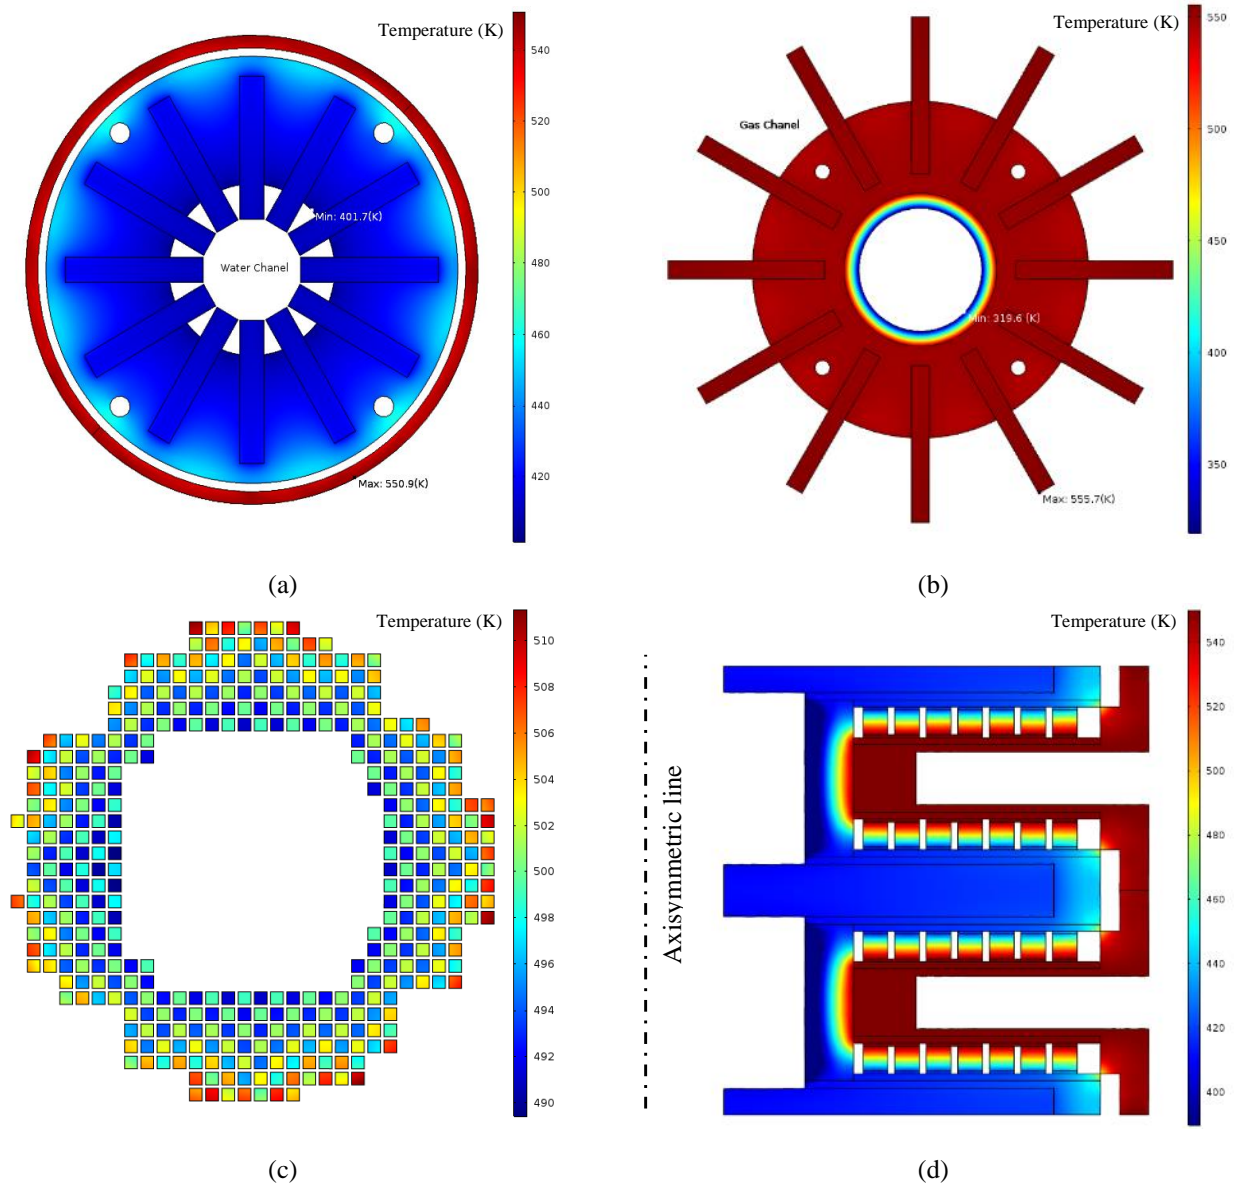 Temperature (K)
540
520
500
480
460
440
420
Min: 401.7(K)
Water Chanel
Max: 550.9(K)
(a)
Temperature (K)
550
500
450
400
350
Gas Chanel
Min: 319.6 (K)
Max: 555.7(K)
(b)
Temperature (K)
510
508
506
504
502
500
498
496
494
492
490
(c)
Temperature (K)
540
520
500
480
460
440
420
400
Axisymmetric line
(d)